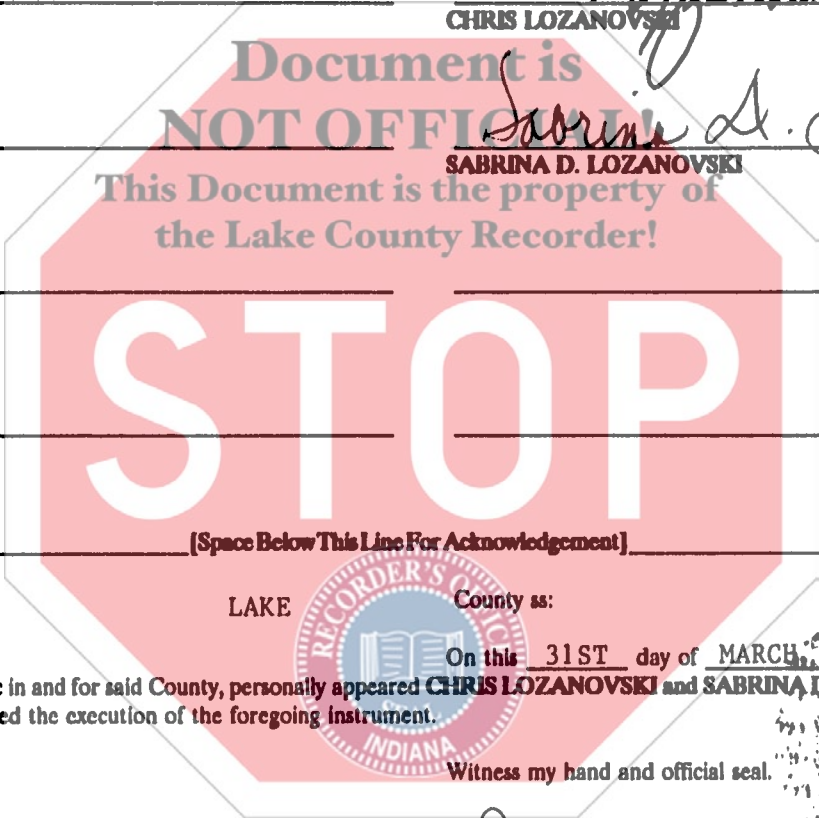 CHRIS LOZANOVSKI
Document is
NOT OFFICIAL!
Sabrina D.
SABRINA D. LOZANOVSKI
This Document is the property of
the Lake County Recorder!
STOP
[Space Below This Line For Acknowledgement]
LAKE County ss:
On this 31ST day of MARCH
in and for said County, personally appeared CHRIS LOZANOVSKI and SABRINA
ed the execution of the foregoing instrument.
RECORDER'S OFFICE
SEAL
INDIANA
Witness my hand and official seal.